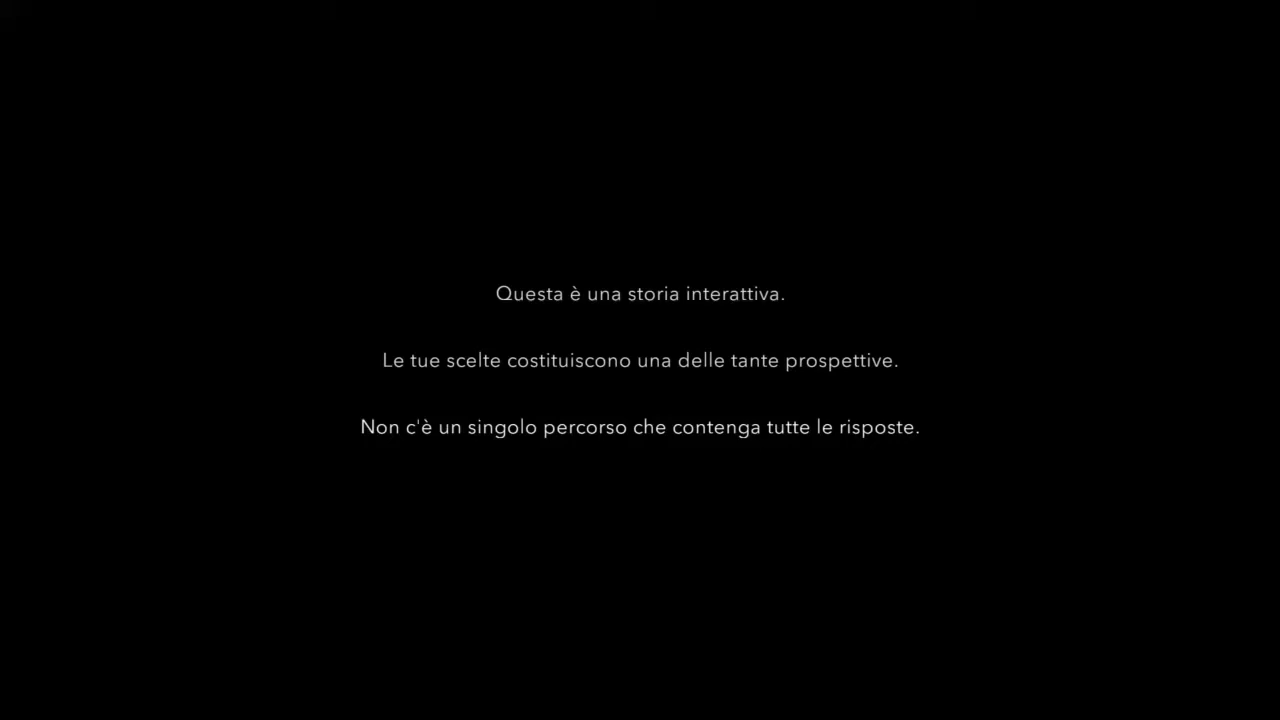 Questa è una storia interattiva.
Le tue scelte costituiscono una delle tante prospettive.
Non c'è un singolo percorso che contenga tutte le risposte.